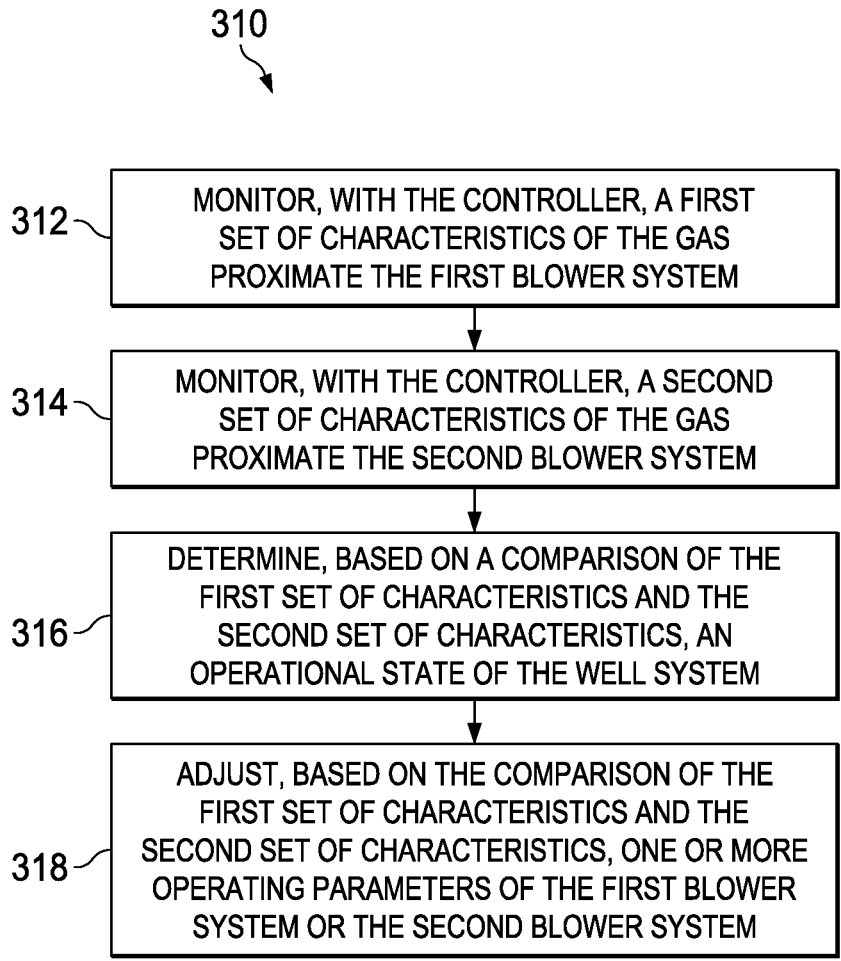 310
312
MONITOR, WITH THE CONTROLLER, A FIRST
SET OF CHARACTERISTICS OF THE GAS
PROXIMATE THE FIRST BLOWER SYSTEM
314
MONITOR, WITH THE CONTROLLER, A SECOND
SET OF CHARACTERISTICS OF THE GAS
PROXIMATE THE SECOND BLOWER SYSTEM
316
DETERMINE, BASED ON A COMPARISON OF THE
FIRST SET OF CHARACTERISTICS AND THE
SECOND SET OF CHARACTERISTICS, AN
OPERATIONAL STATE OF THE WELL SYSTEM
318
ADJUST, BASED ON THE COMPARISON OF THE
FIRST SET OF CHARACTERISTICS AND THE
SECOND SET OF CHARACTERISTICS, ONE OR MORE
OPERATING PARAMETERS OF THE FIRST BLOWER
SYSTEM OR THE SECOND BLOWER SYSTEM